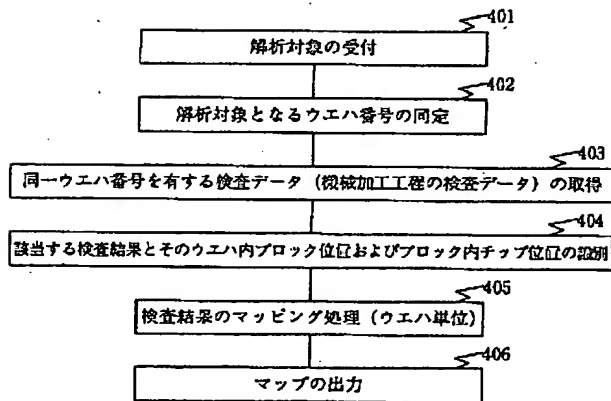 401
解析対象の受付
402
解析対象となるウエハ番号の同定
403
同一ウエハ番号を有する検査データ（機械加工工程の検査データ）の取得
404
該当する検査結果とそのウエハ内ブロック位置およびブロック内チップ位置の識別
405
検査結果のマッピング処理（ウエハ単位）
406
マップの出力